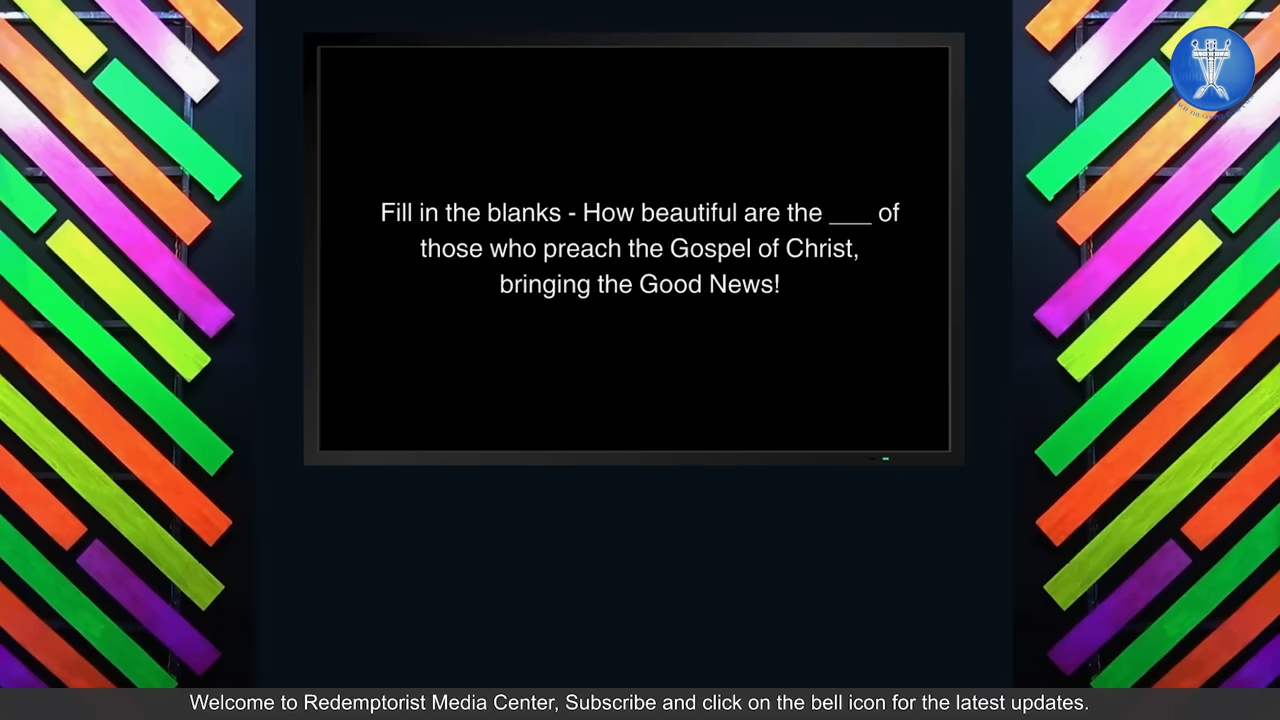 Fill in the blanks - How beautiful are the ___ of
those who preach the Gospel of Christ,
bringing the Good News!
Welcome to Redemptorist Media Center, Subscribe and click on the bell icon for the latest updates.